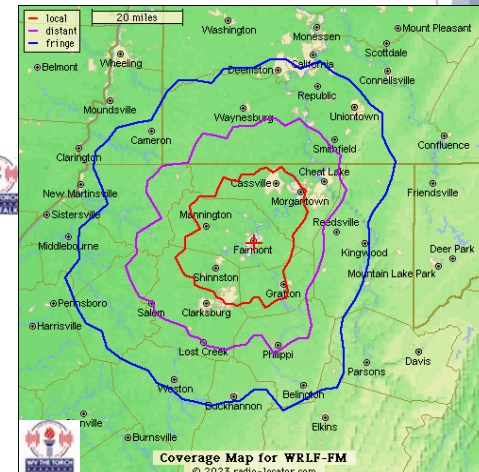 local
distant
fringe
20 miles
Washington
Monessen
Mount Pleasant
Scottdale
Belmont
Wheeling
Deemston
California
Connellsville
Republic
Moundsville
Waynesburg
Uniontown
Cameron
Smithfield
Clarington
Confluence
Cassville
Cheat Lake
New Martinsville
Morgantown
Friendsville
Sistersville
Mannington
Reedsville
Middlebourne
Fairmont
Kingwood
Deer Park
Shinnston
Mountain Lake Park
Grafton
Pennsboro
Salem
Clarksburg
Harrisville
Lost Creek
Philippi
Davis
Parsons
Weston
Belington
Buckhannon
Elkins
Burnsville
WV THE TORCH
Coverage Map for WRLF-FM
© 2023 radio-locator.com